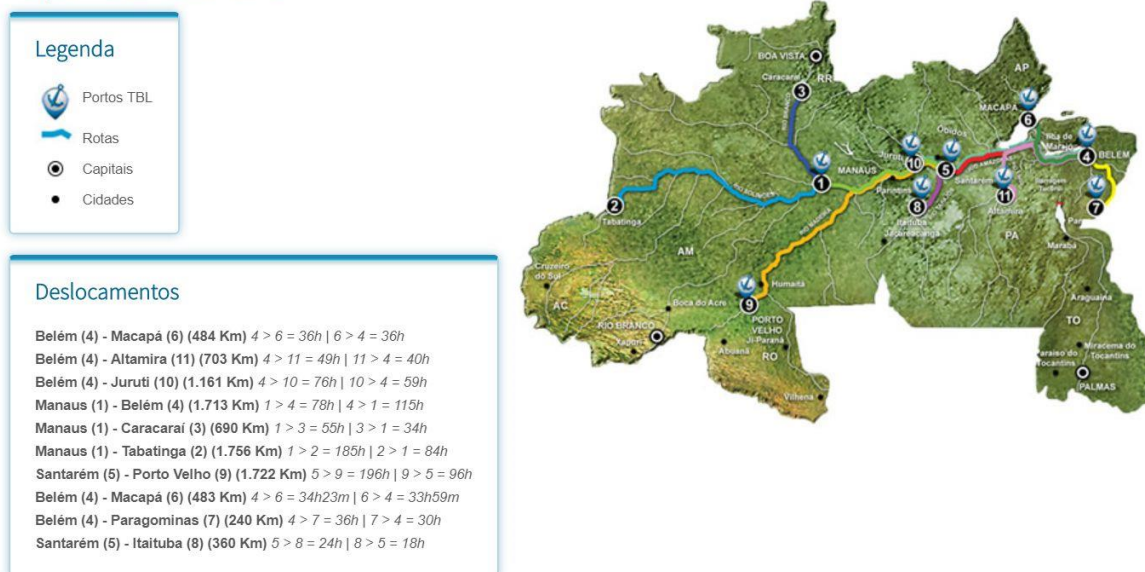 Legenda
Portos TBL
Rotas
Capitais
Cidades
Deslocamentos
Belém (4) - Macapá (6) (484 Km) 4 > 6 = 36h | 6 > 4 = 36h
Belém (4) - Altamira (11) (703 Km) 4 > 11 = 49h | 11 > 4 = 40h
Belém (4) - Juruti (10) (1.161 Km) 4 > 10 = 76h | 10 > 4 = 59h
Manaus (1) - Belém (4) (1.713 Km) 1 > 4 = 78h | 4 > 1 = 115h
Manaus (1) - Caracaraí (3) (690 Km) 1 > 3 = 55h | 3 > 1 = 34h
Manaus (1) - Tabatinga (2) (1.756 Km) 1 > 2 = 185h | 2 > 1 = 84h
Santarém (5) - Porto Velho (9) (1.722 Km) 5 > 9 = 196h | 9 > 5 = 96h
Belém (4) - Macapá (6) (483 Km) 4 > 6 = 34h23m | 6 > 4 = 33h59m
Belém (4) - Paragominas (7) (240 Km) 4 > 7 = 36h | 7 > 4 = 30h
Santarém (5) - Itaituba (8) (360 Km) 5 > 8 = 24h | 8 > 5 = 18h
BOA VISTA
RR
Caracaraí
3
AP
MACAPÁ
6
Ilha de
Marajó
Óbidos
Juruti
10
5
4
BELÉM
MANAUS
1
Parintins
Santarém
RIO AMAZONAS
RIO SOLIMÕES
2
Tabatinga
8
Itaituba
Jacareacanga
11
Altamira
7
RIO MADEIRA
PA
Marabá
AM
Cruzeiro
do Sul
AC
Boca do Acre
Humaitá
9
PORTO
VELHO
RIO BRANCO
Xapuri
Abunã
Ji-Paraná
RO
Vilhena
Araguaína
TO
Miracema do
Tocantins
Paraíso do
Tocantins
PALMAS